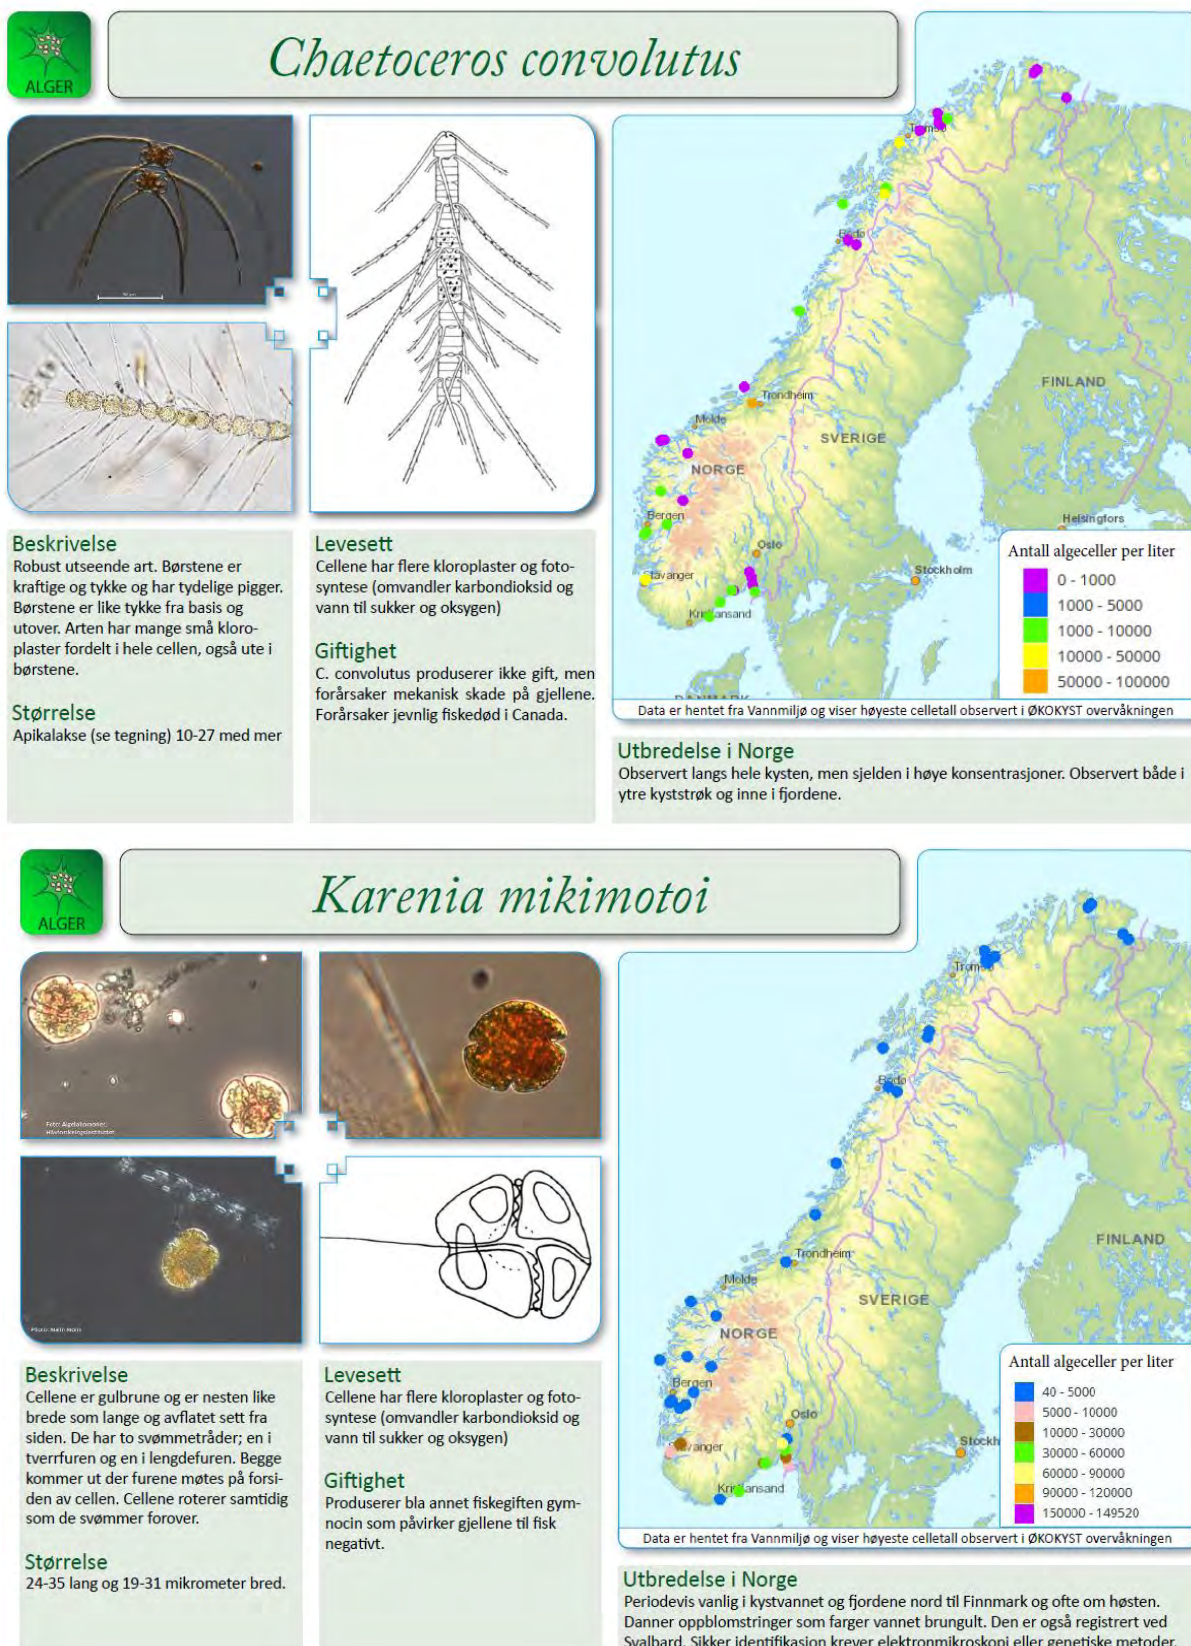 ALGER
Chaetoceros convolutus
Beskrivelse
Robust utseende art. Børstene er
kraftige og tykke og har tydelige pigger.
Børstene er like tykke fra basis og
utover. Arten har mange små kloro-
plaster fordelt i hele cellen, også ute i
børstene.
Størrelse
Apikalakse (se tegning) 10-27 med mer
Levesett
Cellene har flere kloroplaster og foto-
syntese (omvandler karbondioksid og
vann til sukker og oksygen)
Giftighet
C. convolutus produserer ikke gift, men
forårsaker mekanisk skade på gjellene.
Forårsaker jevnlig fiskedød i Canada.
Bodø
Trondheim
Molde
FINLAND
SVERIGE
NORGE
Bergen
Helsingfors
Oslo
Stockholm
Stavanger
Kristiansand
DANMARK
Antall algeceller per liter
0 - 1000
1000 - 5000
1000 - 10000
10000 - 50000
50000 - 100000
Data er hentet fra Vannmiljø og viser høyeste celletall observert i ØKOKYST overvåkningen
Utbredelse i Norge
Observert langs hele kysten, men sjelden i høye konsentrasjoner. Observert både i
ytre kyststrøk og inne i fjordene.
ALGER
Karenia mikimotoi
Foto: Algelaboratoriet,
Havforskningsinstituttet
Beskrivelse
Cellene er gulbrune og er nesten like
brede som lange og avflatet sett fra
siden. De har to svømmetråder; en i
tverrfuren og en i lengdefuren. Begge
kommer ut der furene møtes på forsi-
den av cellen. Cellene roterer samtidig
som de svømmer forover.
Størrelse
24-35 lang og 19-31 mikrometer bred.
Levesett
Cellene har flere kloroplaster og foto-
syntese (omvandler karbondioksid og
vann til sukker og oksygen)
Giftighet
Produserer bla annet fiskegiften gym-
nocin som påvirker gjellene til fisk
negativt.
Tromsø
Bodø
Trondheim
Molde
FINLAND
SVERIGE
NORGE
Bergen
Oslo
Stockh
Stavanger
Kristiansand
Antall algeceller per liter
40 - 5000
5000 - 10000
10000 - 30000
30000 - 60000
60000 - 90000
90000 - 120000
150000 - 149520
Data er hentet fra Vannmiljø og viser høyeste celletall observert i ØKOKYST overvåkningen
Utbredelse i Norge
Periodevis vanlig i kystvannet og fjordene nord til Finnmark og ofte om høsten.
Danner oppblomstringer som farger vannet brungult. Den er også registrert ved
Svalbard. Sikker identifikasjon krever elektronmikroskopi eller genetiske metoder.